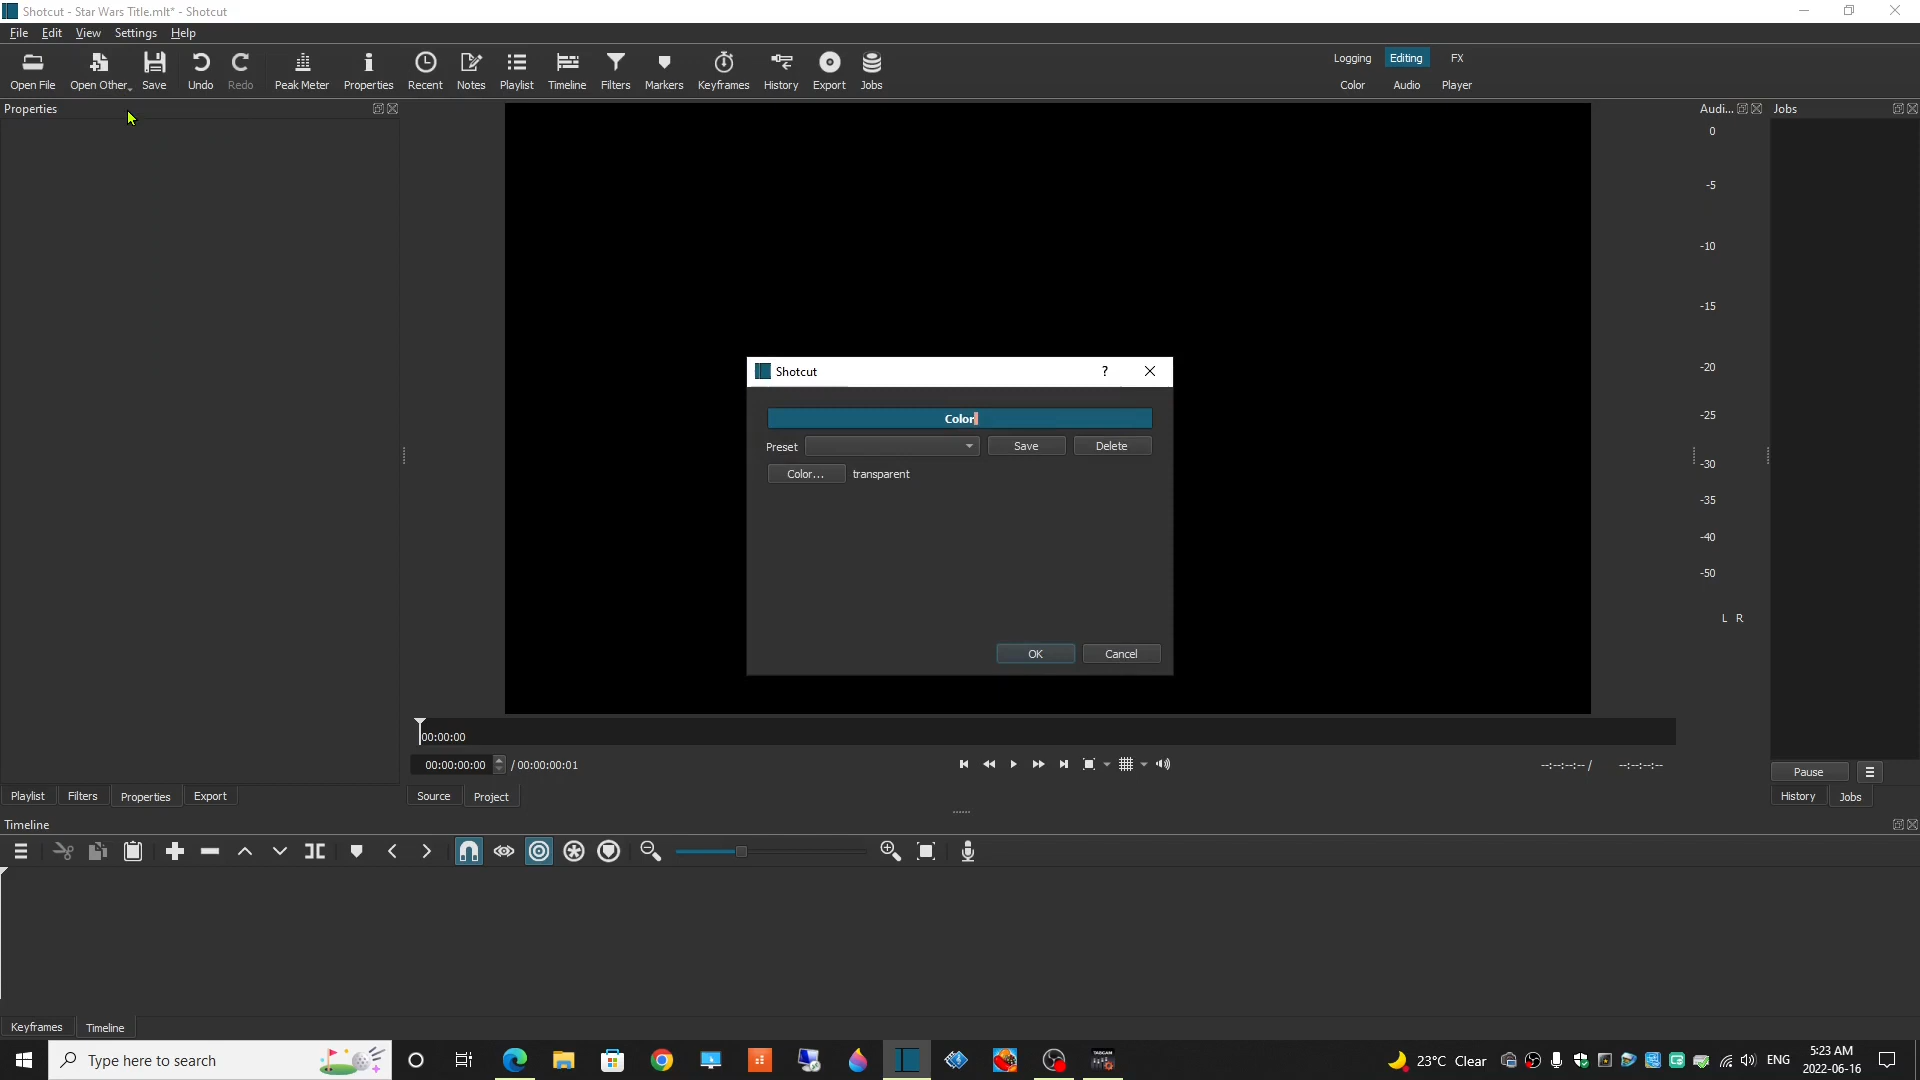 Shotcut - Star Wars Title.mlt* - Shotcut
File Edit View Settings Help
Open File Open Other... Save Undo Redo Peak Meter Properties Recent Notes Playlist Timeline Filters Markers Keyframes History Export Jobs
Logging Editing FX
Color Audio Player
Properties
Audi...
Jobs
0
-5
-10
-15
-20
-25
-30
-35
-40
-50
L R
Shotcut
?
Color
Preset
Save
Delete
Color...
transparent
OK
Cancel
00:00:00
00:00:00:00 / 00:00:00:01
--:--:--:-- / --:--:--:--
Pause
Playlist Filters Properties Export
Source Project
History Jobs
Timeline
Keyframes Timeline
Type here to search
23°C Clear
ENG
5:23 AM
2022-06-16